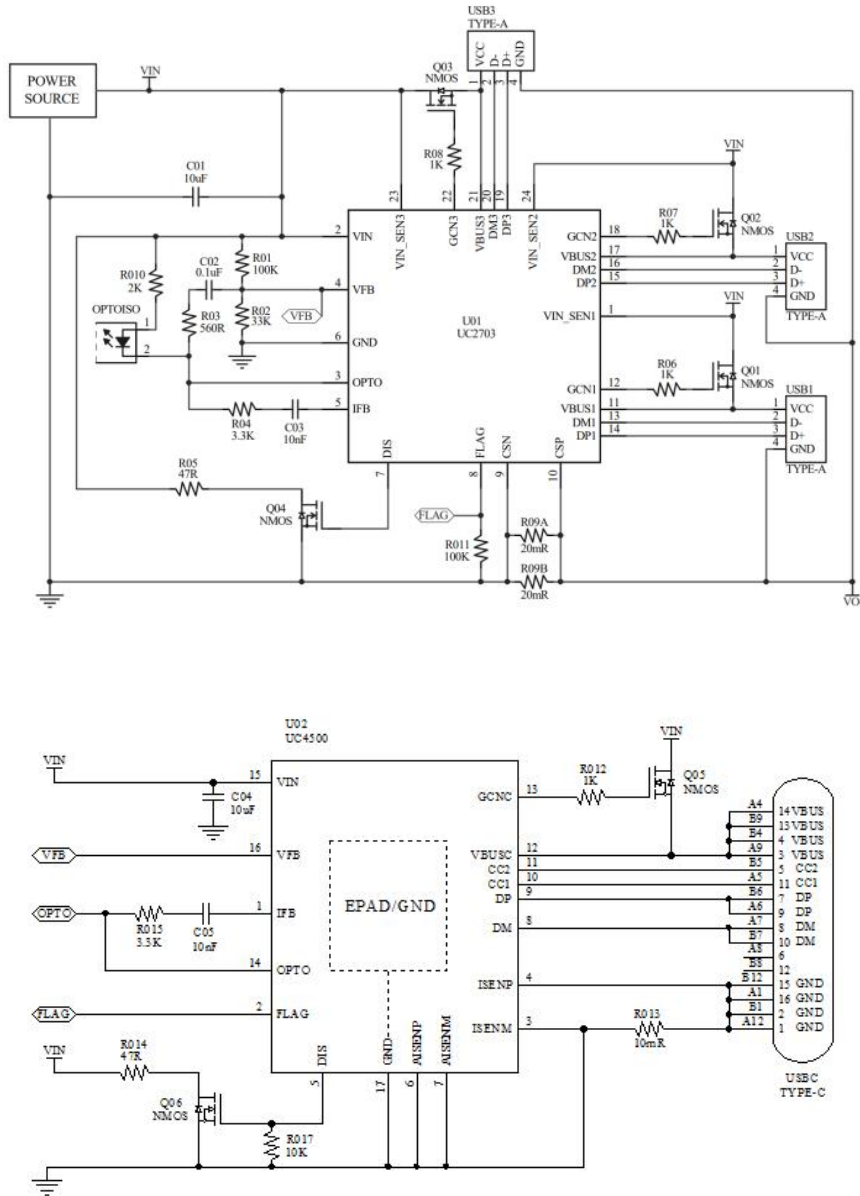 USB3
TYPE-A
VCC
D-
D+
GND
1
2
3
4
POWER
SOURCE
VIN
Q03
NMOS
R08
1K
C01
10uF
23
22
21
20
19
24
VIN_SEN3
GCN3
VBUS3
DM3
DP3
VIN_SEN2
VIN
R07
1K
Q02
NMOS
2 VIN
GCN2 18
VBUS2 17
DM2 16
DP2 15
USB2
1 VCC
2 D-
3 D+
4 GND
TYPE-A
R010
2K
C02
0.1uF
R01
100K
4 VFB
OPTOISO
1
2
R03
560R
R02
33K
VFB
U01
UC2703
VIN
VIN_SEN1 1
6 GND
3 OPTO
R06
1K
Q01
NMOS
GCN1 12
VBUS1 11
DM1 13
DP1 14
USB1
1 VCC
2 D-
3 D+
4 GND
TYPE-A
5 IFB
R04
3.3K
C03
10nF
DIS
FLAG
CSN
CSP
7
8
9
10
R05
47R
Q04
NMOS
FLAG
R011
100K
R09A
20mR
R09B
20mR
VO
U02
UC4500
VIN
15 VIN
C04
10uF
VIN
R012
1K
Q05
NMOS
GCNC 13
VFB
16 VFB
VBUSC 12
CC2 11
CC1 10
DP 9
DM 8
A4 14 VBUS
B9 13 VBUS
B4 4 VBUS
A9 3 VBUS
B5 5 CC2
A5 11 CC1
B6 7 DP
A6 9 DP
A7 8 DM
B7 10 DM
A8 6
B8 12
B12 15 GND
A1 16 GND
B1 2 GND
A12 1 GND
EPAD/GND
OPTO
R015
3.3K
C05
10nF
1 IFB
14 OPTO
ISENP 4
FLAG
2 FLAG
ISENM 3
R013
10mR
USBC
TYPE-C
VIN
R014
47R
DIS
GND
AISENP
AISENM
5
17
6
7
Q06
NMOS
R017
10K